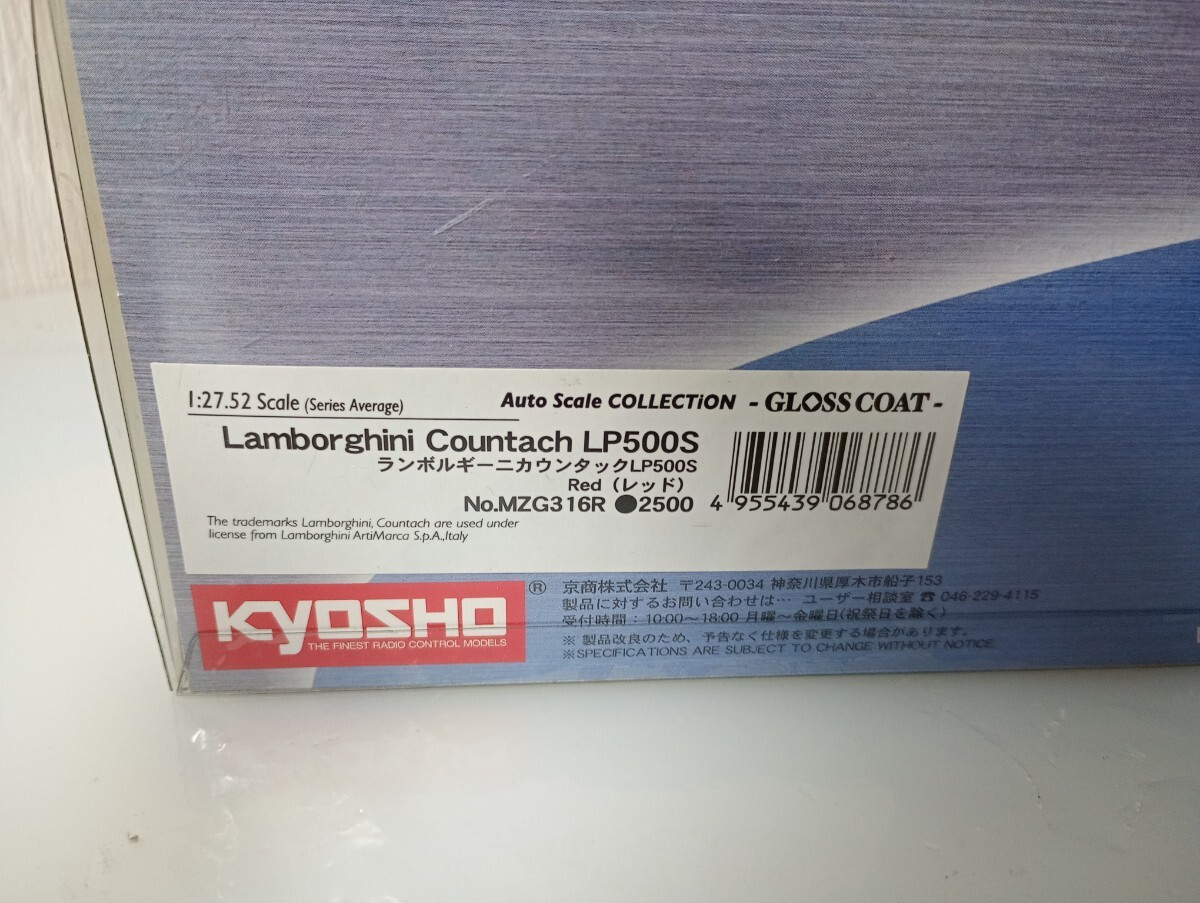 1:27.52 Scale (Series Average)
Auto Scale COLLECTiON - GLOSS COAT -
Lamborghini Countach LP500S
ランボルギーニカウンタックLP500S
Red（レッド）
No.MZG316R ●2500
4 955439 068786
The trademarks Lamborghini, Countach are used under
license from Lamborghini ArtiMarca S.p.A.,Italy
KYOSHO ®
THE FINEST RADIO CONTROL MODELS
京商株式会社 〒243-0034 神奈川県厚木市船子153
製品に対するお問い合わせは… ユーザー相談室 ☎ 046-229-4115
受付時間：10:00〜18:00 月曜〜金曜日(祝祭日を除く)
※ 製品改良のため、予告なく仕様を変更する場合があります。
※SPECIFICATIONS ARE SUBJECT TO CHANGE WITHOUT NOTICE